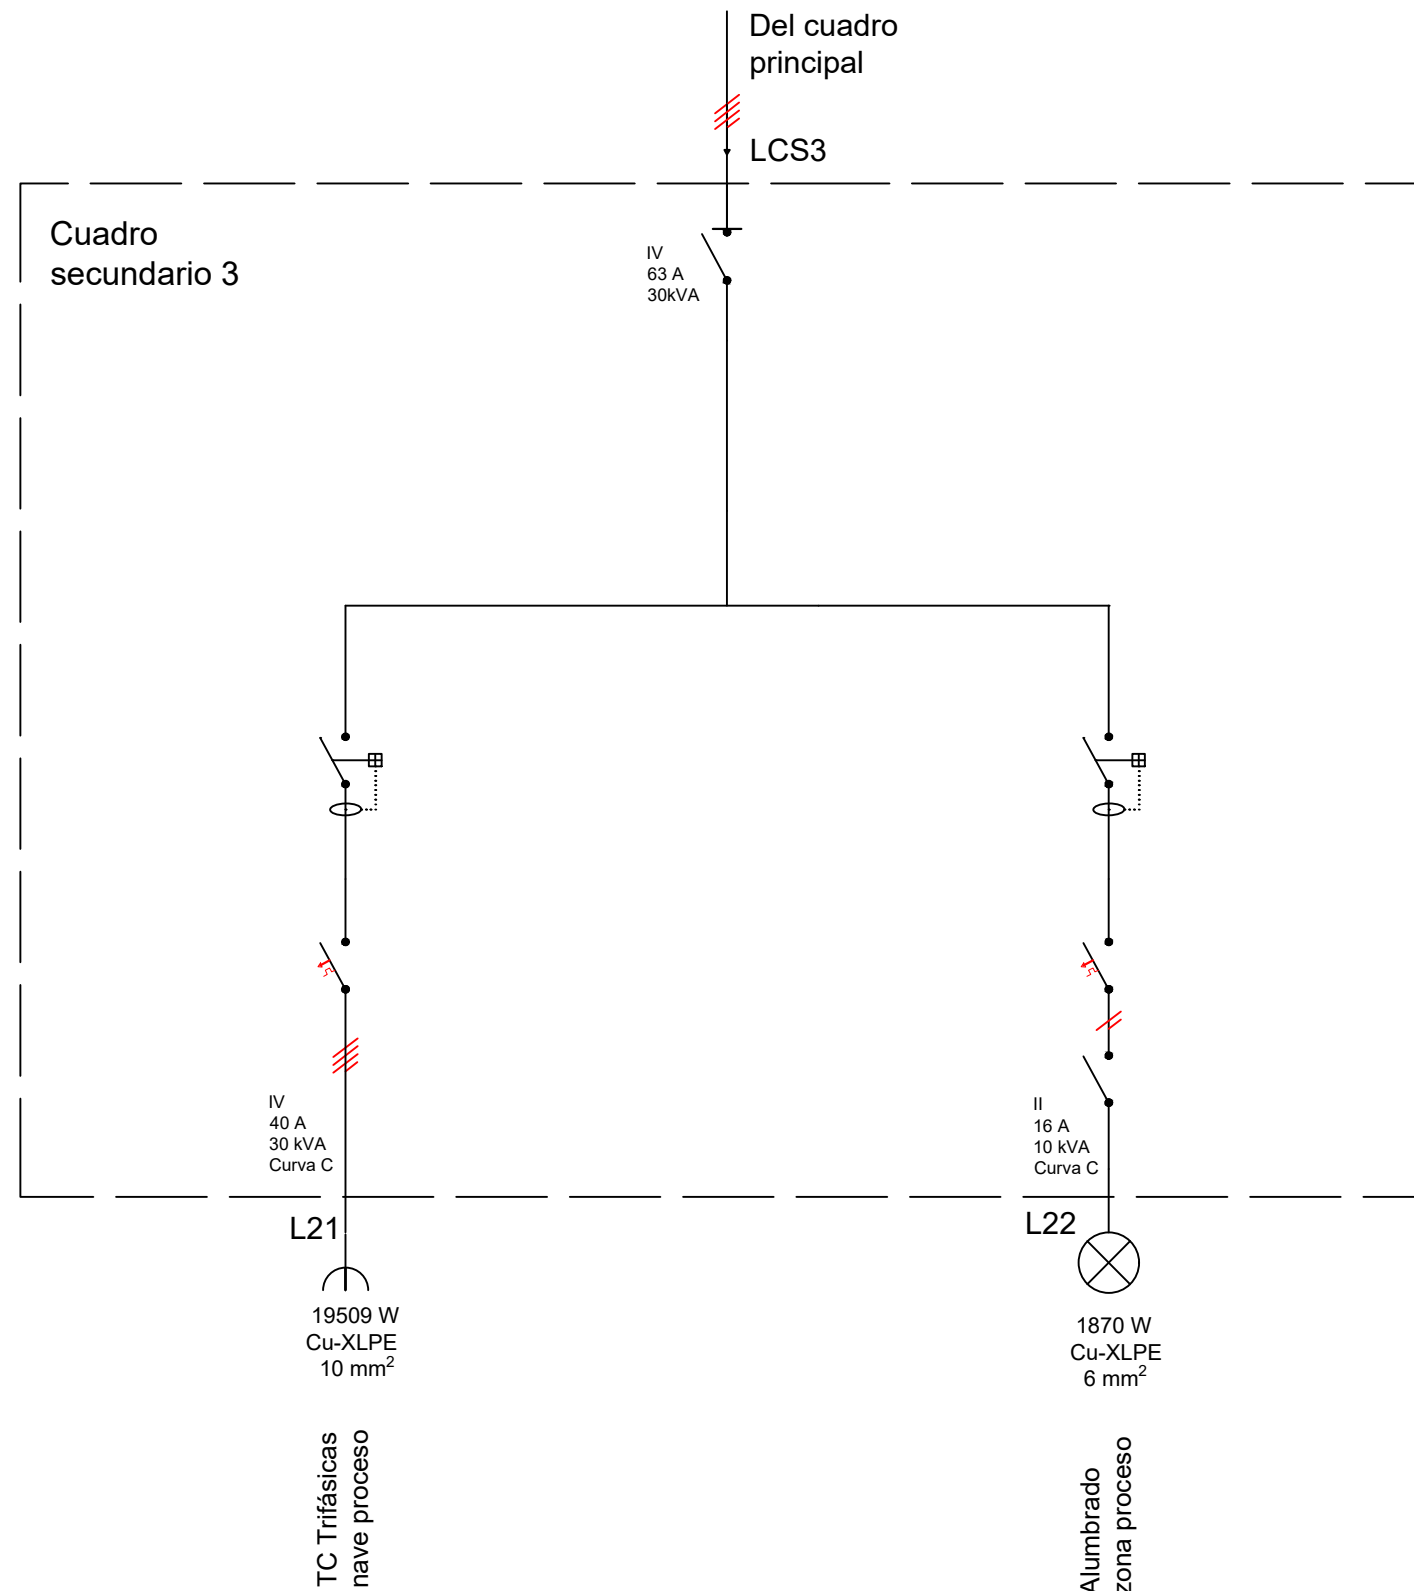 Del cuadro
principal
LCS3
Cuadro
secundario 3
IV
63 A
30kVA
IV
40 A
30 kVA
Curva C
II
16 A
10 kVA
Curva C
L21
L22
19509 W
Cu-XLPE
10 mm²
1870 W
Cu-XLPE
6 mm²
TC Trifásicas
nave proceso
Alumbrado
zona proceso